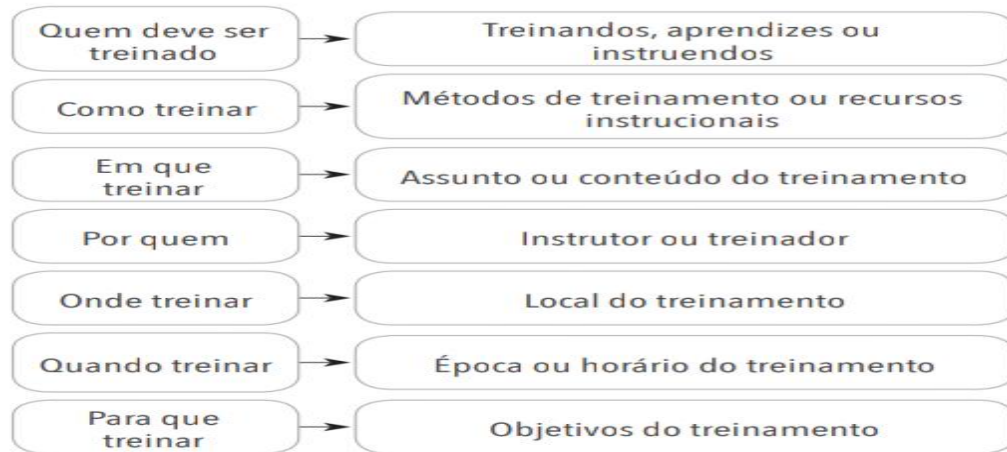 Quem deve ser
treinado
Treinandos, aprendizes ou
instruendos
Como treinar
Métodos de treinamento ou recursos
instrucionais
Em que
treinar
Assunto ou conteúdo do treinamento
Por quem
Instrutor ou treinador
Onde treinar
Local do treinamento
Quando treinar
Época ou horário do treinamento
Para que
treinar
Objetivos do treinamento